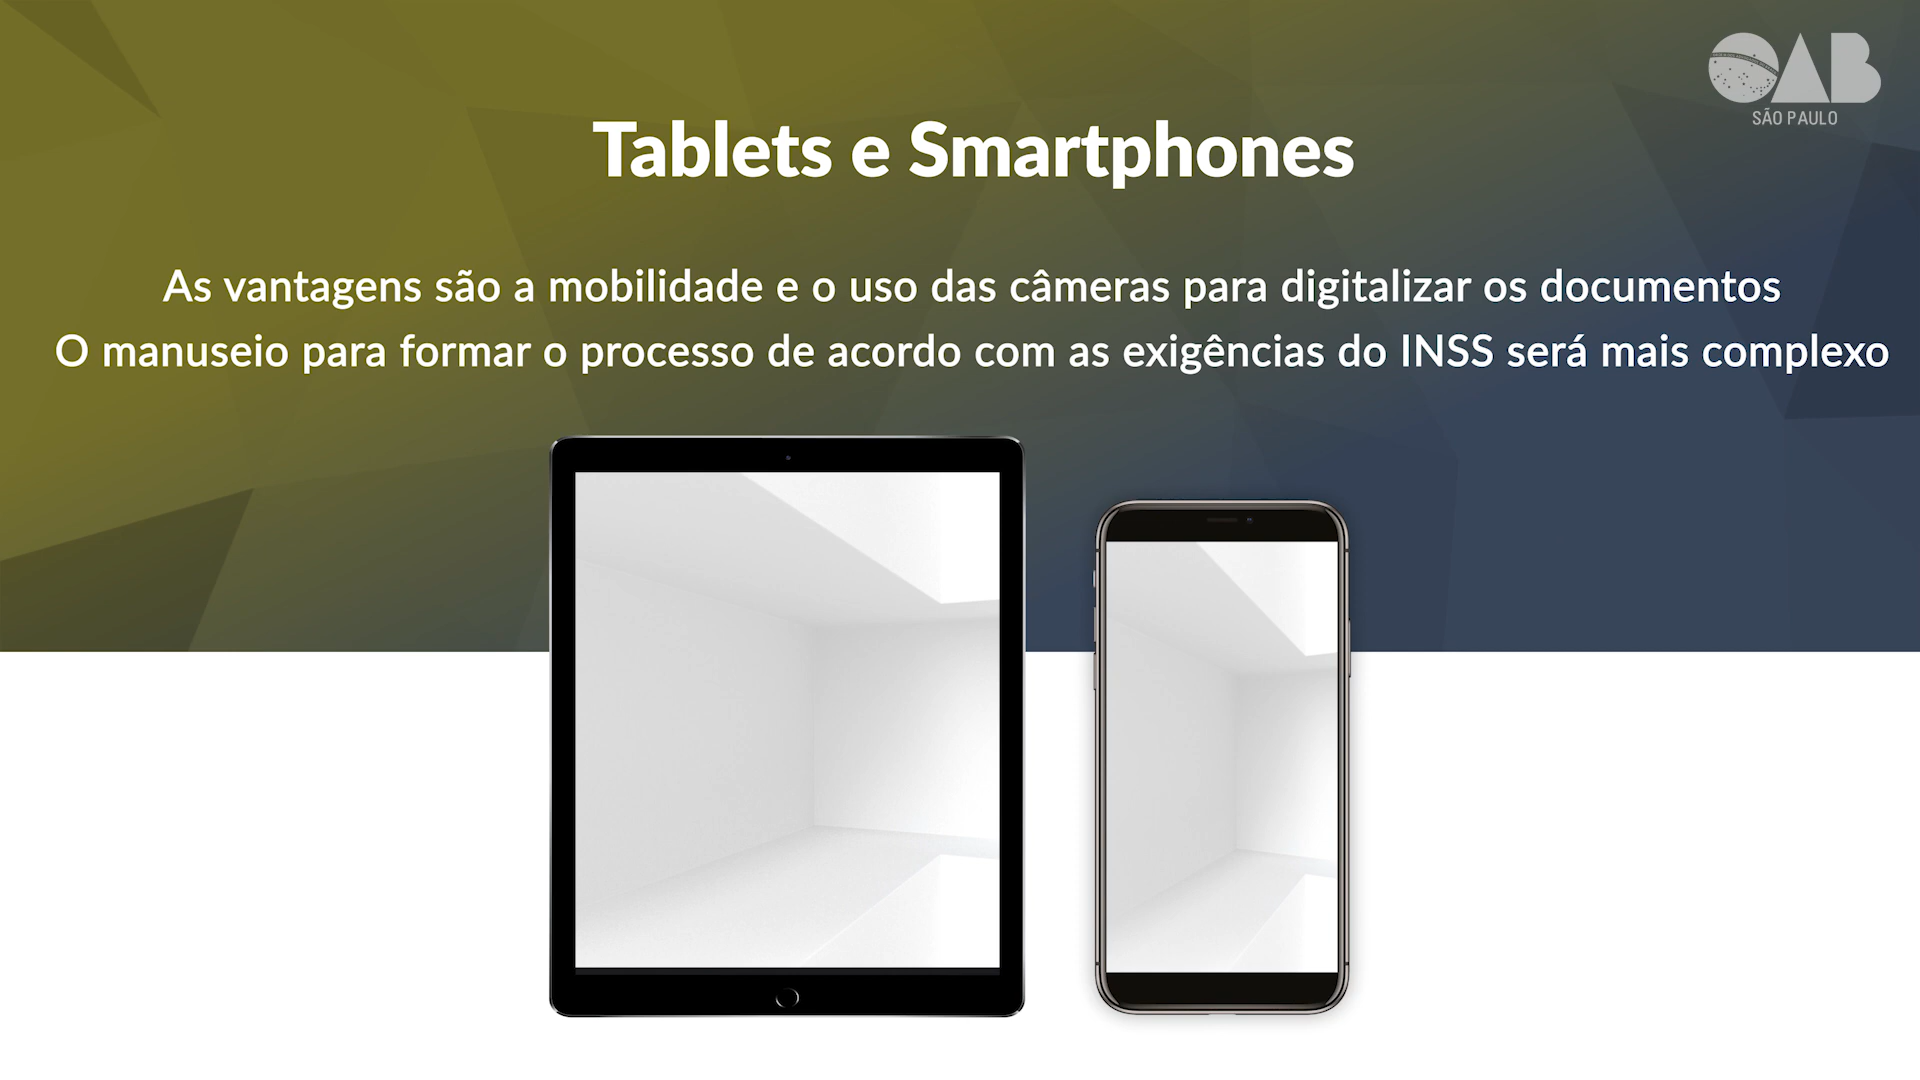 OAB
SÃO PAULO
Tablets e Smartphones
As vantagens são a mobilidade e o uso das câmeras para digitalizar os documentos
O manuseio para formar o processo de acordo com as exigências do INSS será mais complexo